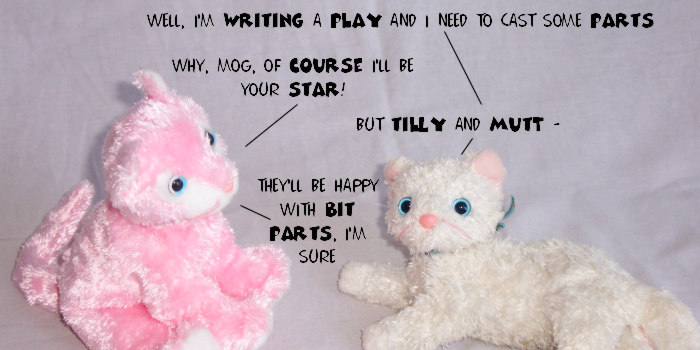 WELL, I'M WRITING A PLAY AND I NEED TO CAST SOME PARTS
WHY, MOG, OF COURSE I'LL BE
YOUR STAR!
BUT TILLY AND MUTT -
THEY'LL BE HAPPY
WITH BIT
PARTS, I'M
SURE